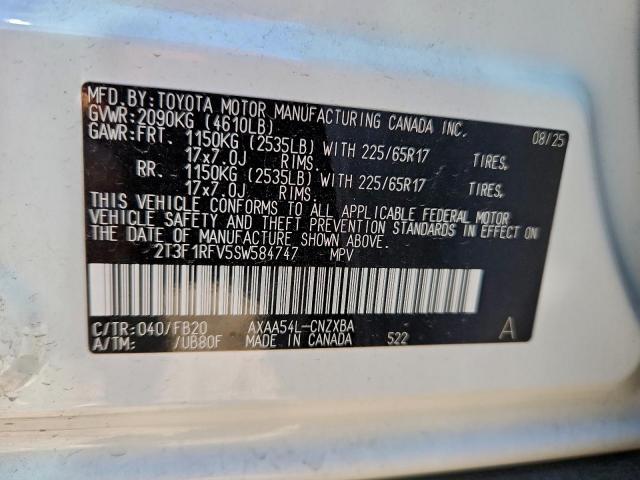 MFD.BY:TOYOTA MOTOR MANUFACTURING CANADA INC.
GVWR:2090KG (4610LB) 08/25
GAWR:FRT. 1150KG (2535LB) WITH 225/65R17 TIRES,
17x7.0J RIMS.
RR. 1150KG (2535LB) WITH 225/65R17 TIRES,
17x7.0J RIMS.
THIS VEHICLE CONFORMS TO ALL APPLICABLE FEDERAL MOTOR
VEHICLE SAFETY AND THEFT PREVENTION STANDARDS IN EFFECT ON
THE DATE OF MANUFACTURE SHOWN ABOVE.
2T3F1RFV5SW584747 MPV
C/TR:040/FB20 AXAA54L-CNZXBA A
A/TM: /UB80F MADE IN CANADA 522